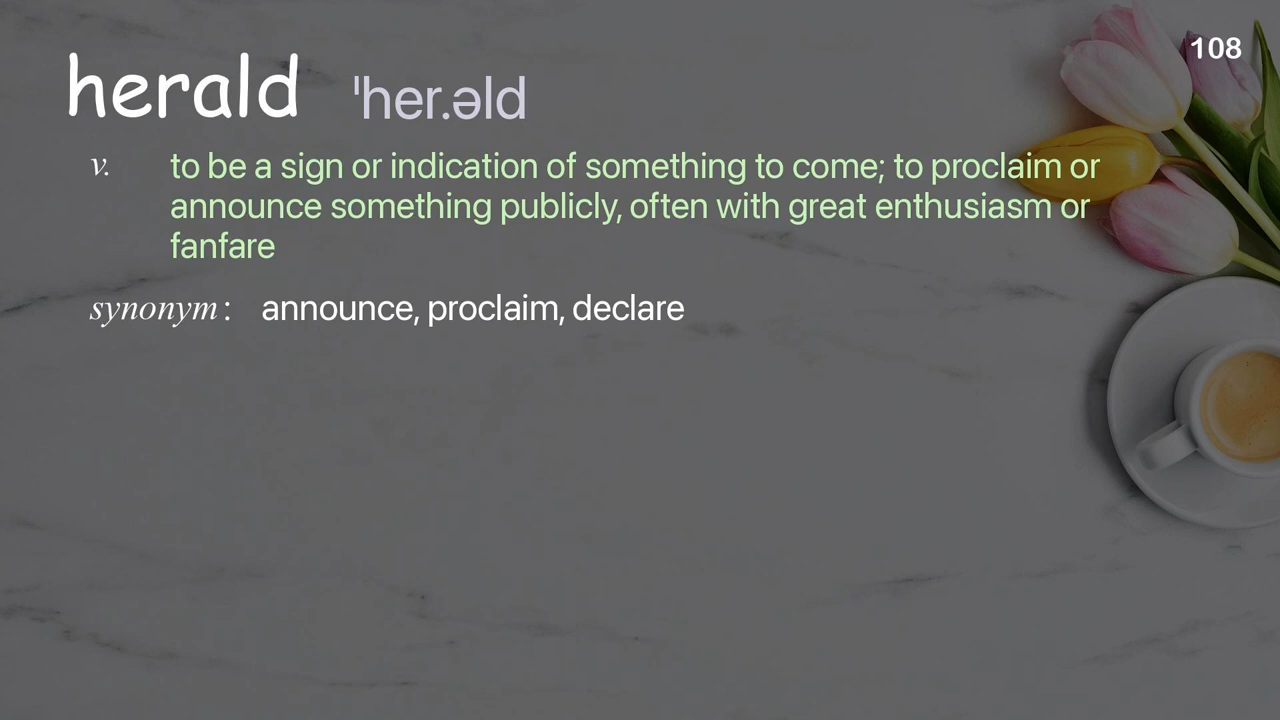 108
herald ˈher.əld
v. to be a sign or indication of something to come; to proclaim or
announce something publicly, often with great enthusiasm or
fanfare
synonym : announce, proclaim, declare